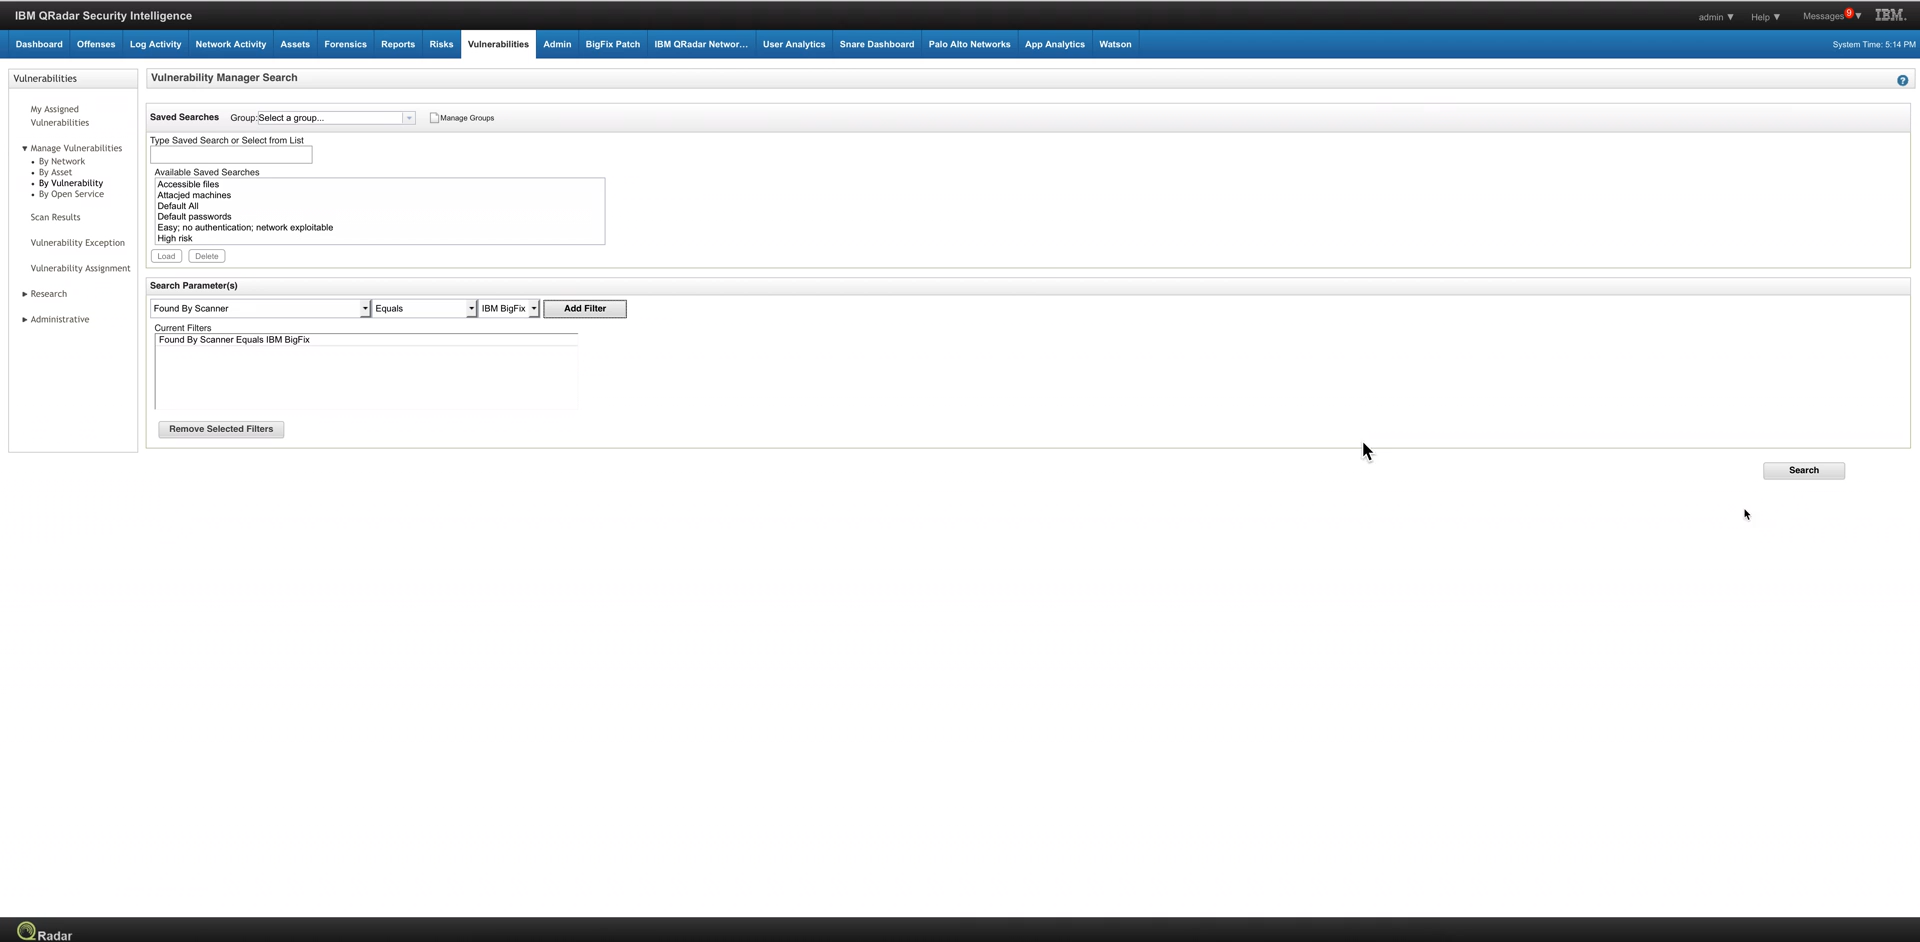 IBM QRadar Security Intelligence
admin ▼ Help ▼ Messages 9 ▼ IBM.
Dashboard Offenses Log Activity Network Activity Assets Forensics Reports Risks Vulnerabilities Admin BigFix Patch IBM QRadar Networ... User Analytics Snare Dashboard Palo Alto Networks App Analytics Watson System Time: 5:14 PM
Vulnerabilities
My Assigned
Vulnerabilities
▼ Manage Vulnerabilities
• By Network
• By Asset
• By Vulnerability
• By Open Service
Scan Results
Vulnerability Exception
Vulnerability Assignment
► Research
► Administrative
Vulnerability Manager Search
?
Saved Searches Group: Select a group... Manage Groups
Type Saved Search or Select from List
Available Saved Searches
Accessible files
Attacjed machines
Default All
Default passwords
Easy; no authentication; network exploitable
High risk
Load Delete
Search Parameter(s)
Found By Scanner Equals IBM BigFix Add Filter
Current Filters
Found By Scanner Equals IBM BigFix
Remove Selected Filters
Search
QRadar